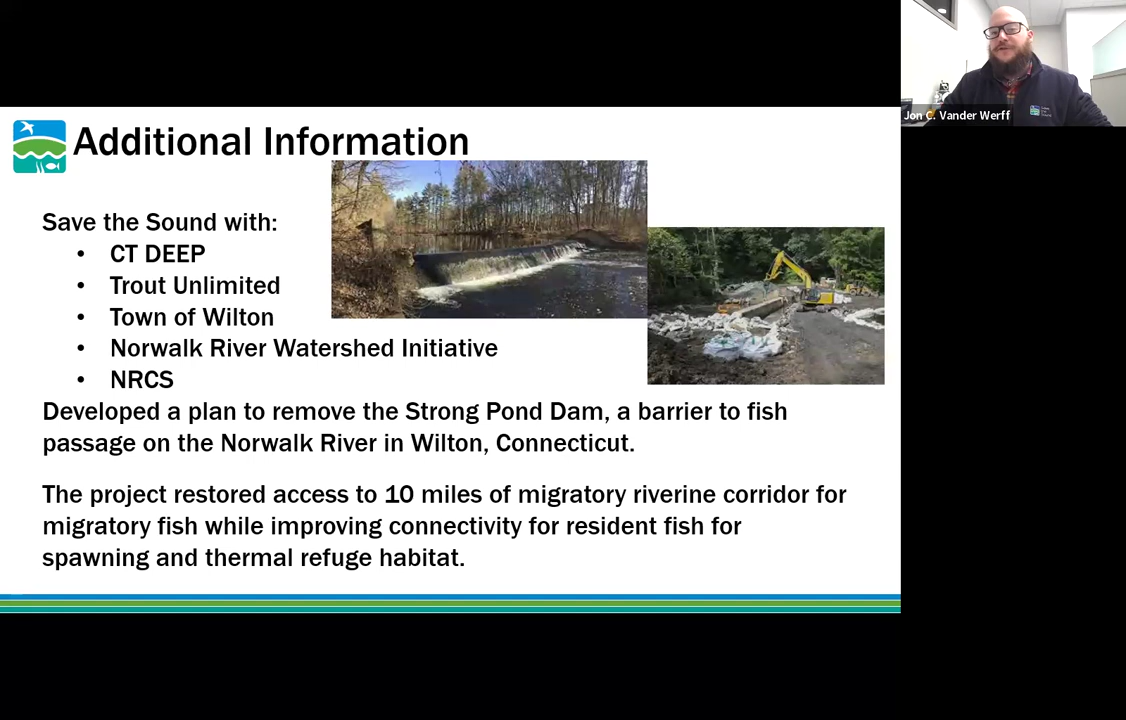 Jon C. Vander Werff
Additional Information
Save the Sound with:
• CT DEEP
• Trout Unlimited
• Town of Wilton
• Norwalk River Watershed Initiative
• NRCS
Developed a plan to remove the Strong Pond Dam, a barrier to fish
passage on the Norwalk River in Wilton, Connecticut.
The project restored access to 10 miles of migratory riverine corridor for
migratory fish while improving connectivity for resident fish for
spawning and thermal refuge habitat.